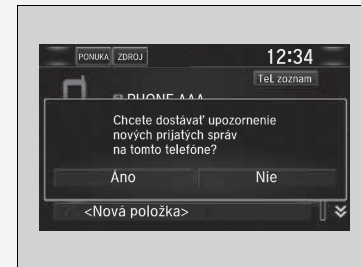 PONUKA ZDROJ 12:34
Tel. zoznam
PHONE AAA
Chcete dostávať upozornenie
nových prijatých správ
na tomto telefóne?
Áno Nie
<Nová položka>